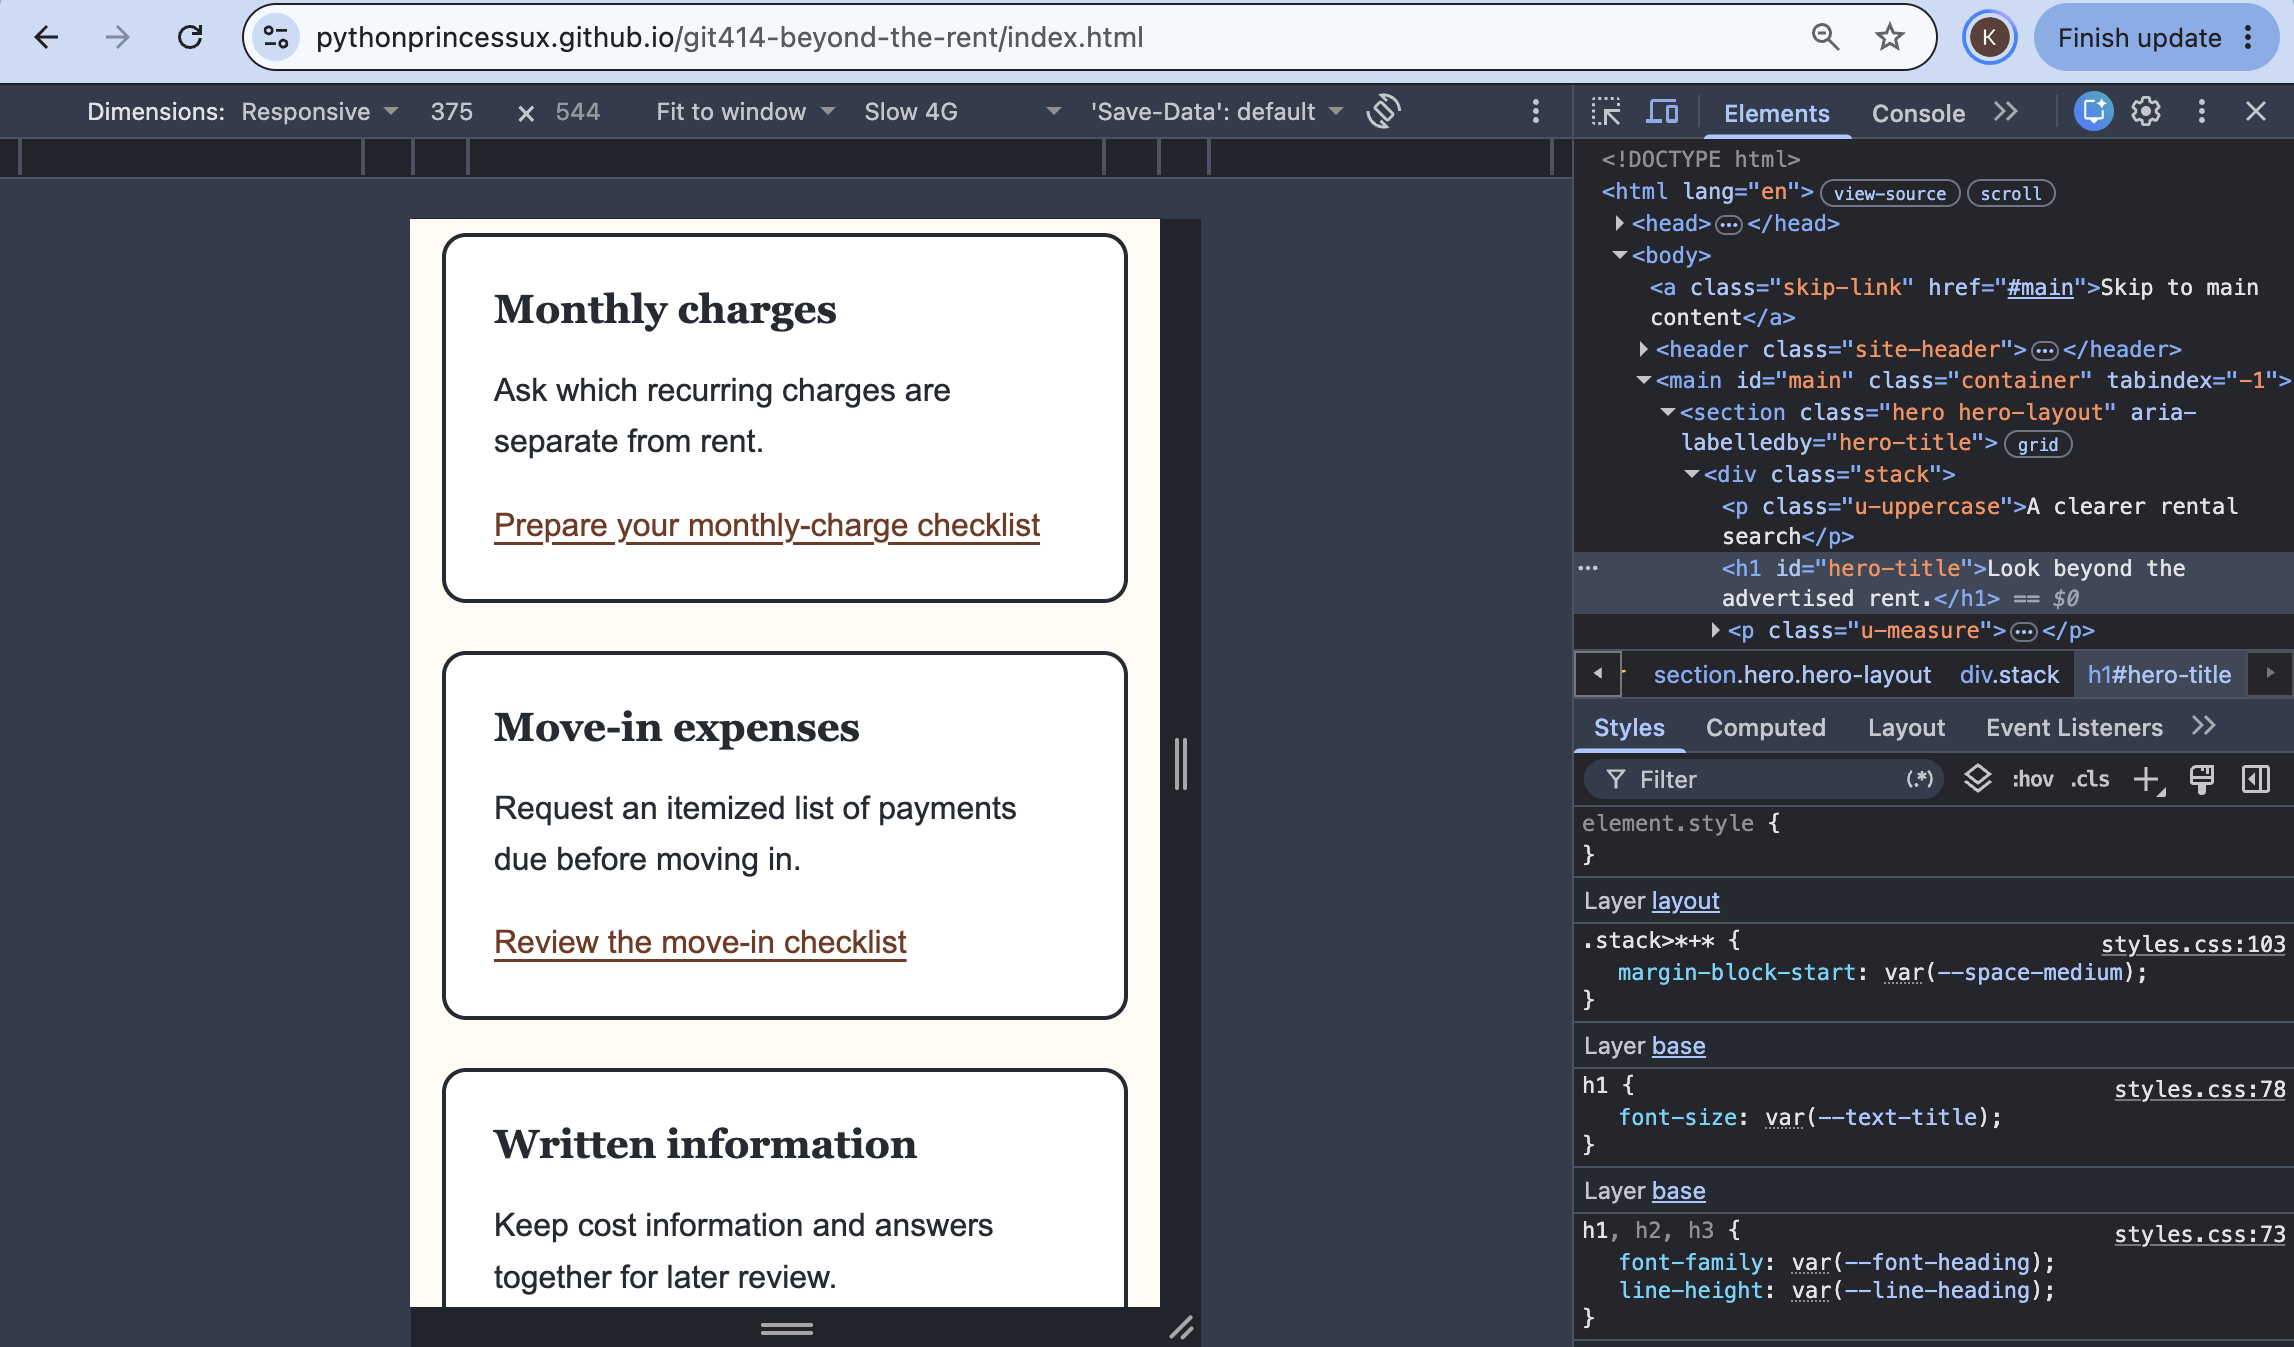 pythonprincessux.github.io/git414-beyond-the-rent/index.html
K
Finish update
Dimensions: Responsive 375 × 544 Fit to window Slow 4G 'Save-Data': default
Elements Console
Monthly charges
Ask which recurring charges are
separate from rent.
Prepare your monthly-charge checklist
Move-in expenses
Request an itemized list of payments
due before moving in.
Review the move-in checklist
Written information
Keep cost information and answers
together for later review.
<!DOCTYPE html>
<html lang="en"> view-source scroll
<head> ... </head>
<body>
<a class="skip-link" href="#main">Skip to main
content</a>
<header class="site-header"> ... </header>
<main id="main" class="container" tabindex="-1">
<section class="hero hero-layout" aria-
labelledby="hero-title"> grid
<div class="stack">
<p class="u-uppercase">A clearer rental
search</p>
... <h1 id="hero-title">Look beyond the
advertised rent.</h1> == $0
<p class="u-measure"> ... </p>
section.hero.hero-layout div.stack h1#hero-title
Styles Computed Layout Event Listeners
Filter (.*) :hov .cls
element.style {
}
Layer layout
.stack>*+* { styles.css:103
margin-block-start: var(--space-medium);
}
Layer base
h1 { styles.css:78
font-size: var(--text-title);
}
Layer base
h1, h2, h3 { styles.css:73
font-family: var(--font-heading);
line-height: var(--line-heading);
}